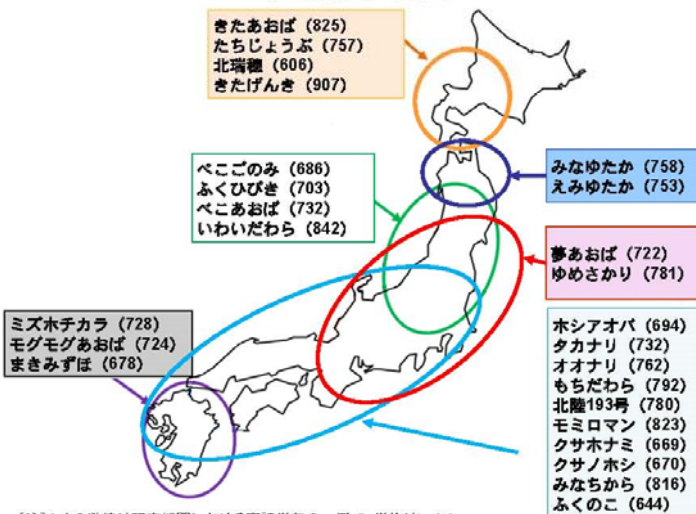 きたあおば (825)
たちじょうぶ (757)
北瑞穂 (606)
きたげんき (907)
べこごのみ (686)
ふくひびき (703)
べこあおば (732)
いわいだわら (842)
みなゆたか (758)
えみゆたか (753)
夢あおば (722)
ゆめさかり (781)
ミズホチカラ (728)
モグモグあおば (724)
まきみずほ (678)
ホシアオバ (694)
タカナリ (732)
オオナリ (762)
もちだわら (792)
北陸193号 (780)
モミロマン (823)
クサホナミ (669)
クサノホシ (670)
みなちから (816)
ふくのこ (644)